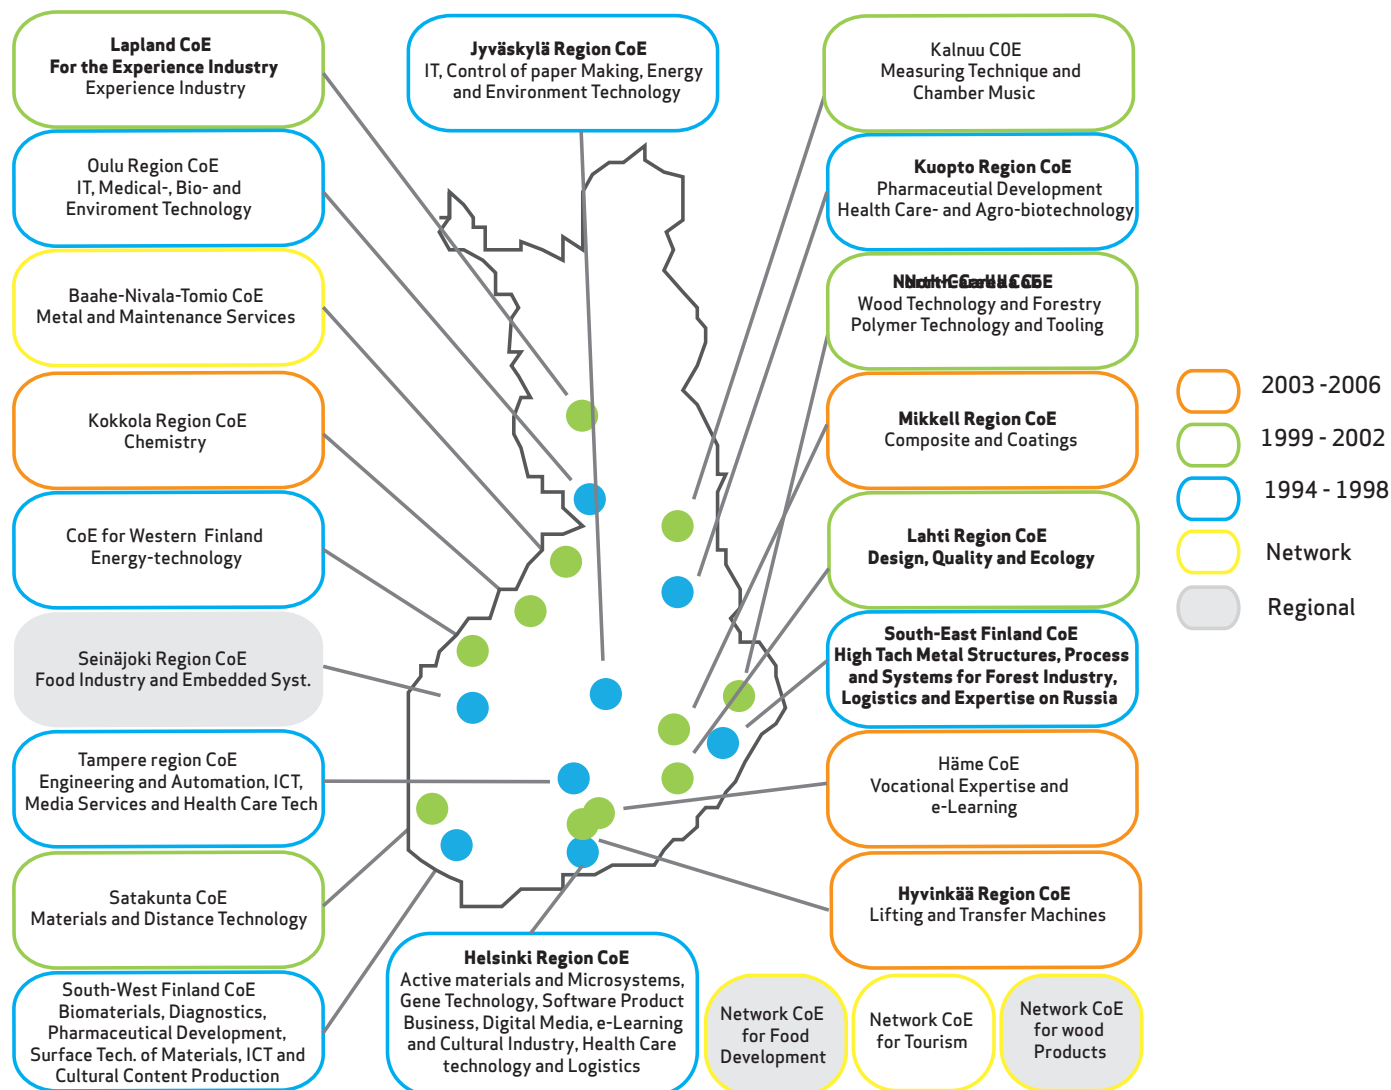 Lapland CoE
For the Experience Industry
Experience Industry
Oulu Region CoE
IT, Medical-, Bio- and
Enviroment Technology
Baahe-Nivala-Tomio CoE
Metal and Maintenance Services
Kokkola Region CoE
Chemistry
CoE for Western Finland
Energy-technology
Seinäjoki Region CoE
Food Industry and Embedded Syst.
Tampere region CoE
Engineering and Automation, ICT,
Media Services and Health Care Tech
Satakunta CoE
Materials and Distance Technology
South-West Finland CoE
Biomaterials, Diagnostics,
Pharmaceutical Development,
Surface Tech. of Materials, ICT and
Cultural Content Production
Jyväskylä Region CoE
IT, Control of paper Making, Energy
and Environment Technology
Helsinki Region CoE
Active materials and Microsystems,
Gene Technology, Software Product
Business, Digital Media, e-Learning
and Cultural Industry, Health Care
technology and Logistics
Kalnuu COE
Measuring Technique and
Chamber Music
Kuopto Region CoE
Pharmaceutial Development
Health Care- and Agro-biotechnology
Wood Technology and Forestry
Polymer Technology and Tooling
Mikkell Region CoE
Composite and Coatings
Lahti Region CoE
Design, Quality and Ecology
South-East Finland CoE
High Tach Metal Structures, Process
and Systems for Forest Industry,
Logistics and Expertise on Russia
Häme CoE
Vocational Expertise and
e-Learning
Hyvinkää Region CoE
Lifting and Transfer Machines
Network CoE
for Food
Development
Network CoE
for Tourism
Network CoE
for wood
Products
2003 -2006
1999 - 2002
1994 - 1998
Network
Regional